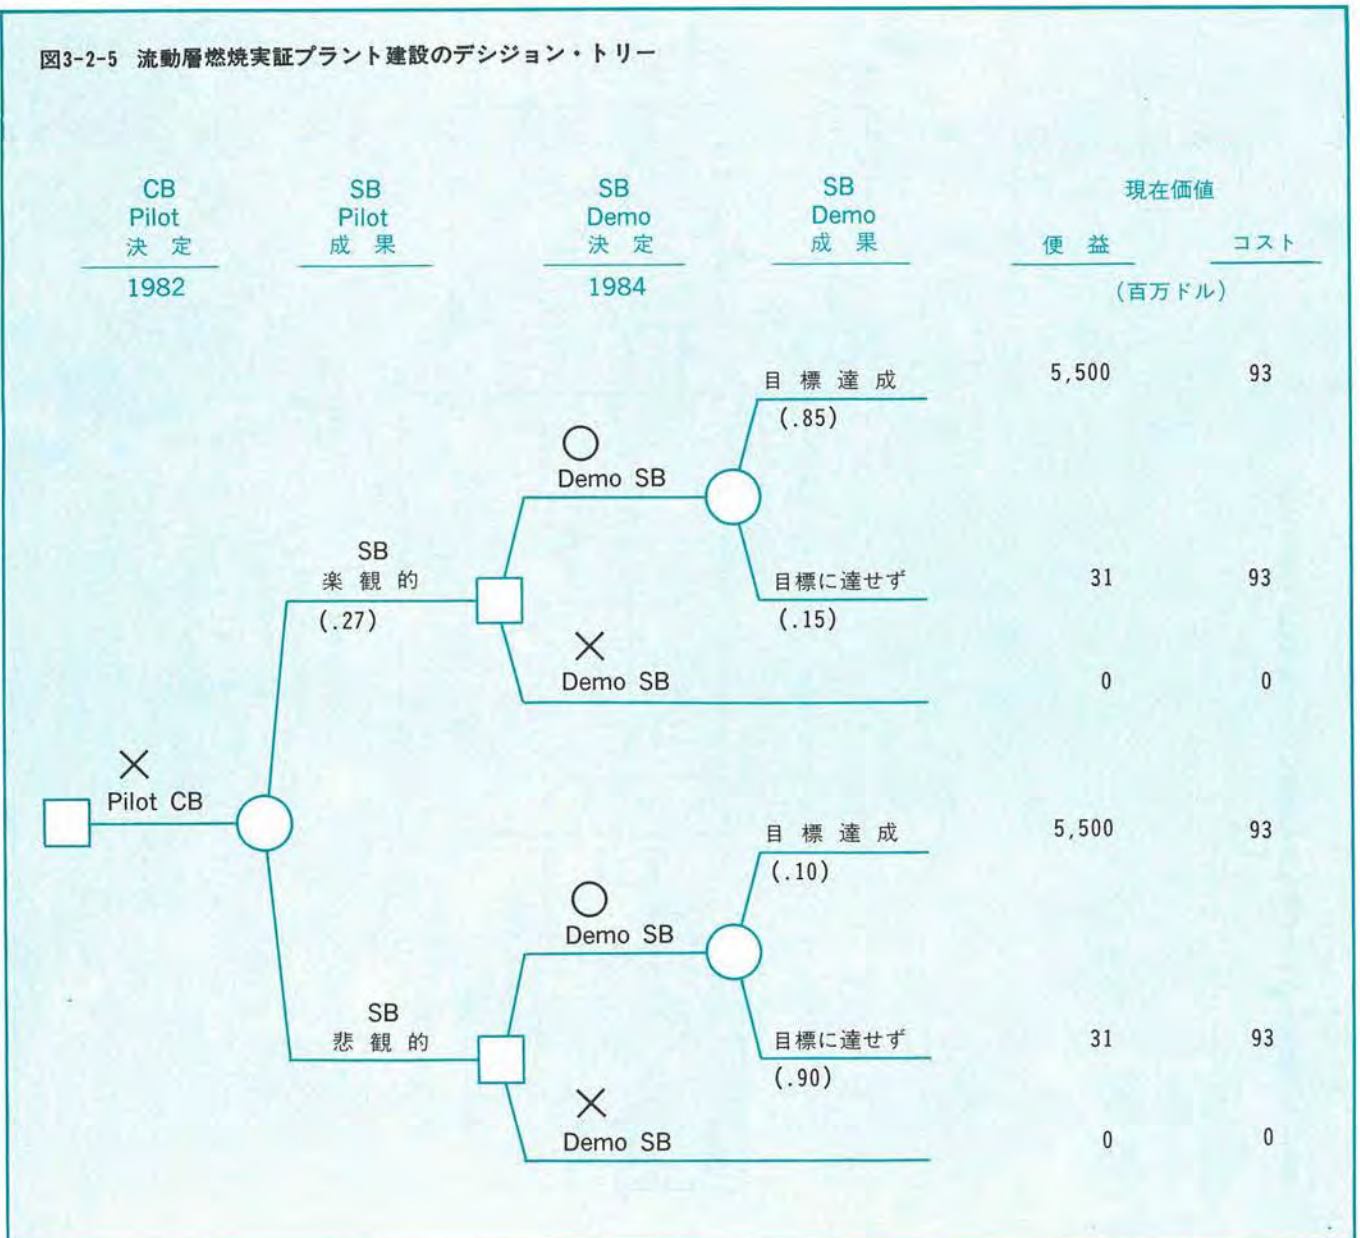 図3-2-5 流動層燃焼実証プラント建設のデシジョン・トリー
CB
Pilot
決 定
1982
SB
Pilot
成 果
SB
Demo
決 定
1984
SB
Demo
成 果
現在価値
便 益
コスト
(百万ドル)
目 標 達 成
(.85)
5,500
93
○
Demo SB
SB
楽 観 的
(.27)
目標に達せず
(.15)
31
93
×
Demo SB
0
0
×
Pilot CB
目 標 達 成
(.10)
5,500
93
○
Demo SB
SB
悲 観 的
目標に達せず
(.90)
31
93
×
Demo SB
0
0